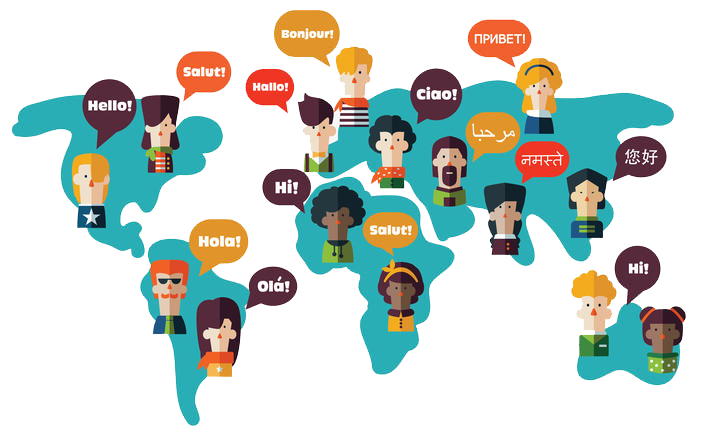 Bonjour!
ПРИВЕТ!
Salut!
Hallo!
Ciao!
Hello!
مرحبا
नमस्ते
您好
Hi!
Salut!
Hola!
Olá!
Hi!